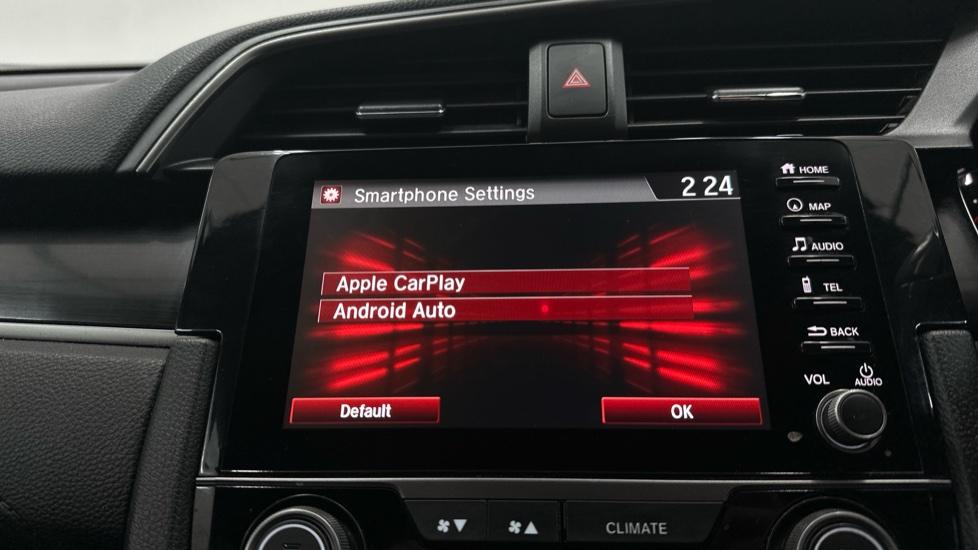 Smartphone Settings
2 24
Apple CarPlay
Android Auto
Default
OK
HOME
MAP
AUDIO
TEL
BACK
VOL
AUDIO
CLIMATE